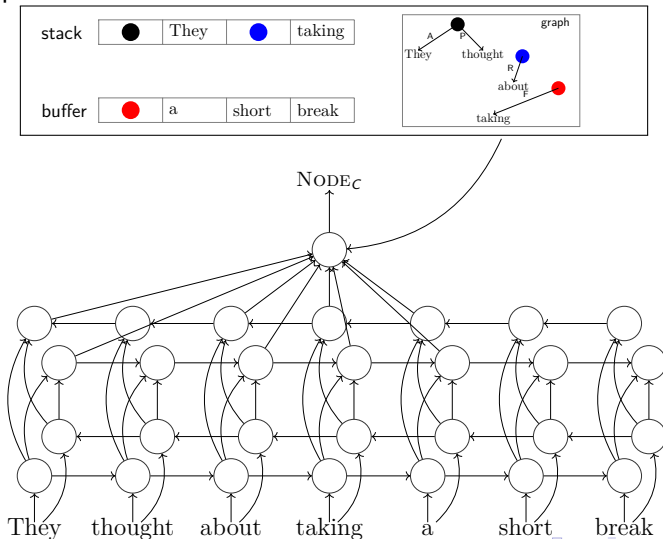 graph
stack They taking
A P
They thought
R
about
F
buffer a short break
taking
NODE_C
They thought about taking a short break